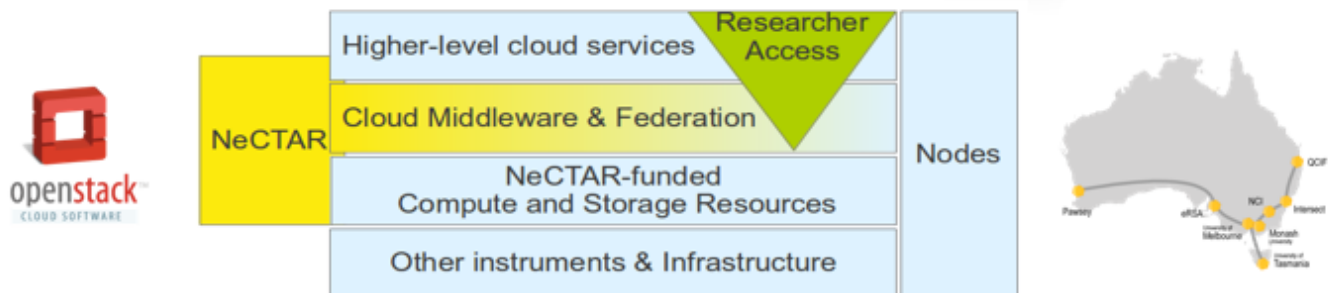 openstack™
CLOUD SOFTWARE
NeCTAR
Higher-level cloud services
Researcher
Access
Cloud Middleware & Federation
NeCTAR-funded
Compute and Storage Resources
Other instruments & Infrastructure
Nodes
Pawsey
eRSA
University of
Melbourne
NCI
QCIF
Intersect
Monash
University
University of
Tasmania